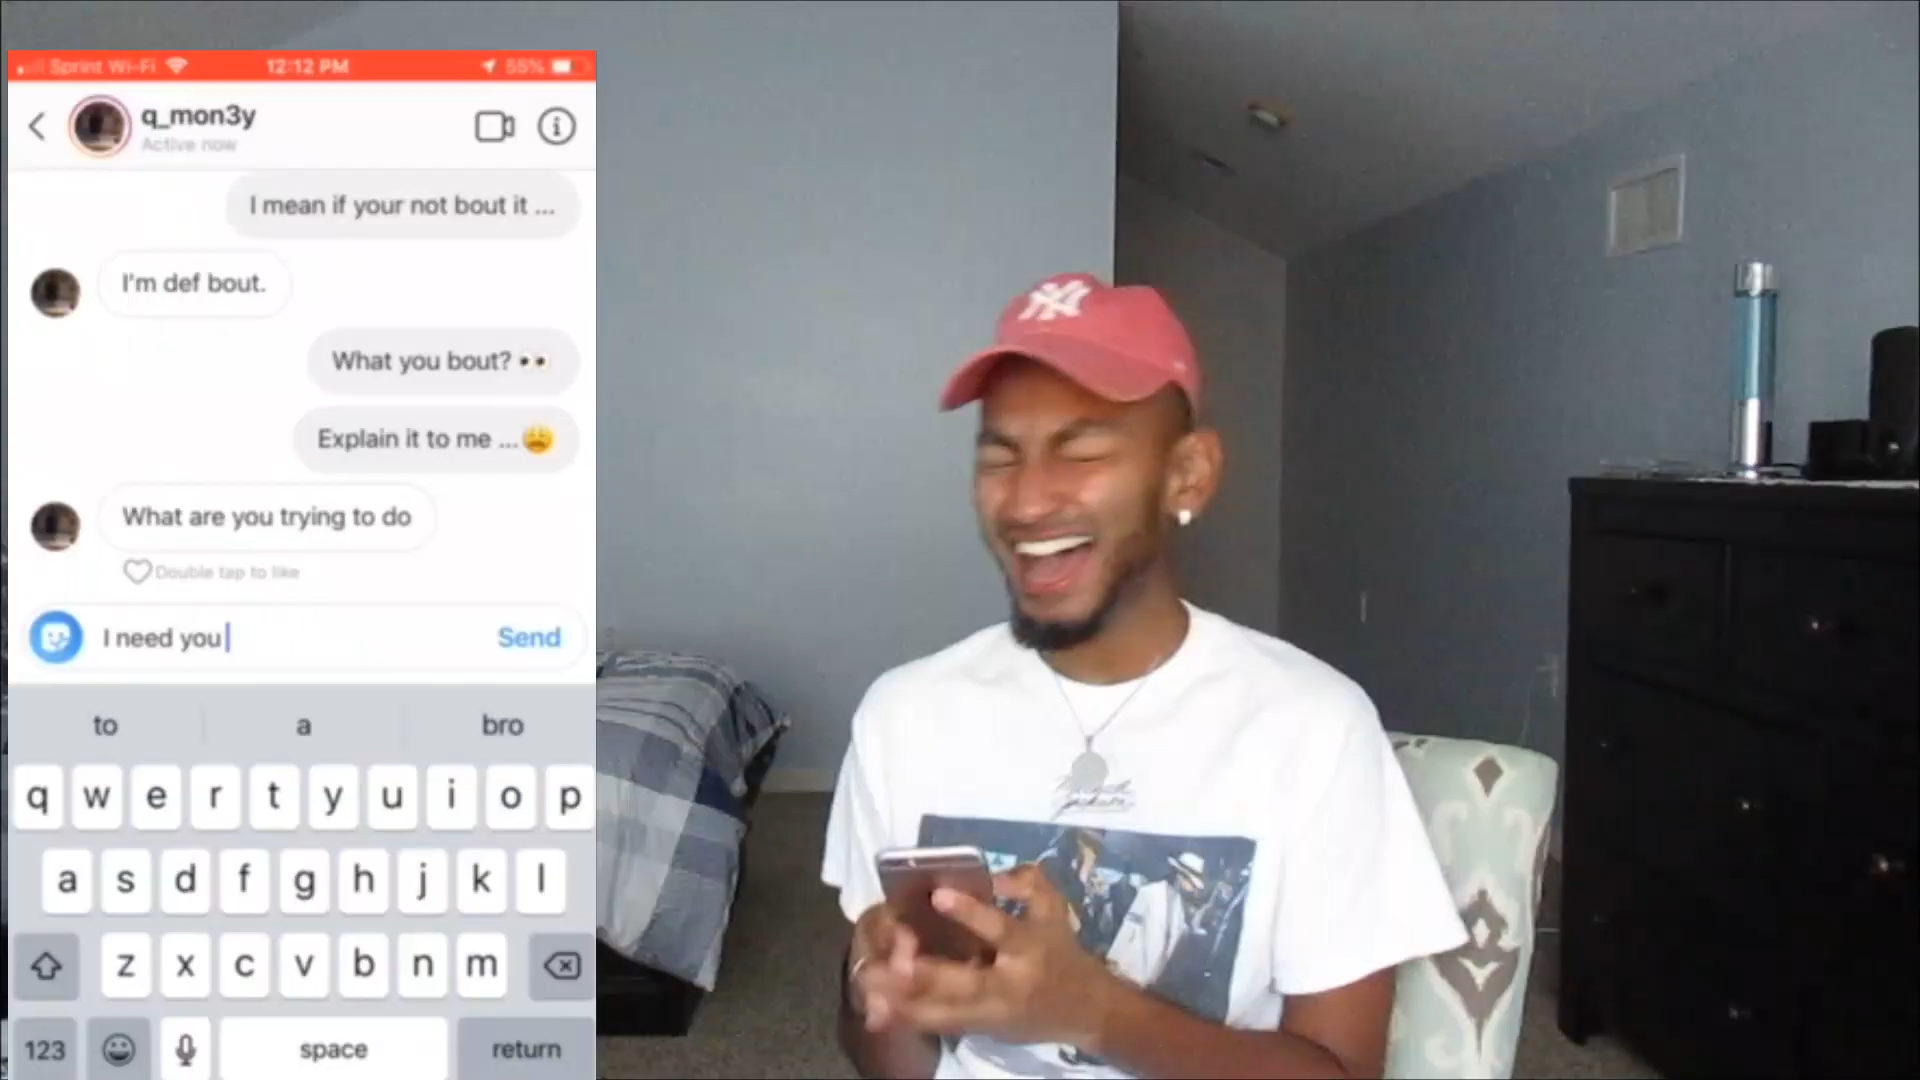 Sprint Wi-Fi 12:12 PM 55%
q_mon3y
Active now
I mean if your not bout it ...
I'm def bout.
What you bout? 👀
Explain it to me ...😩
What are you trying to do
Double tap to like
I need you
Send
to a bro
q w e r t y u i o p
a s d f g h j k l
z x c v b n m
123 space return
NY